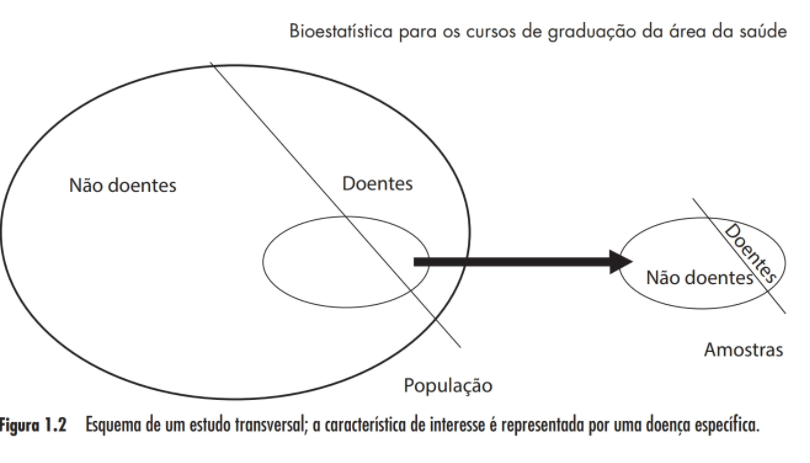 Bioestatística para os cursos de graduação da área da saúde
Não doentes
Doentes
Doentes
Não doentes
Amostras
População
Figura 1.2 Esquema de um estudo transversal; a característica de interesse é representada por uma doença específica.